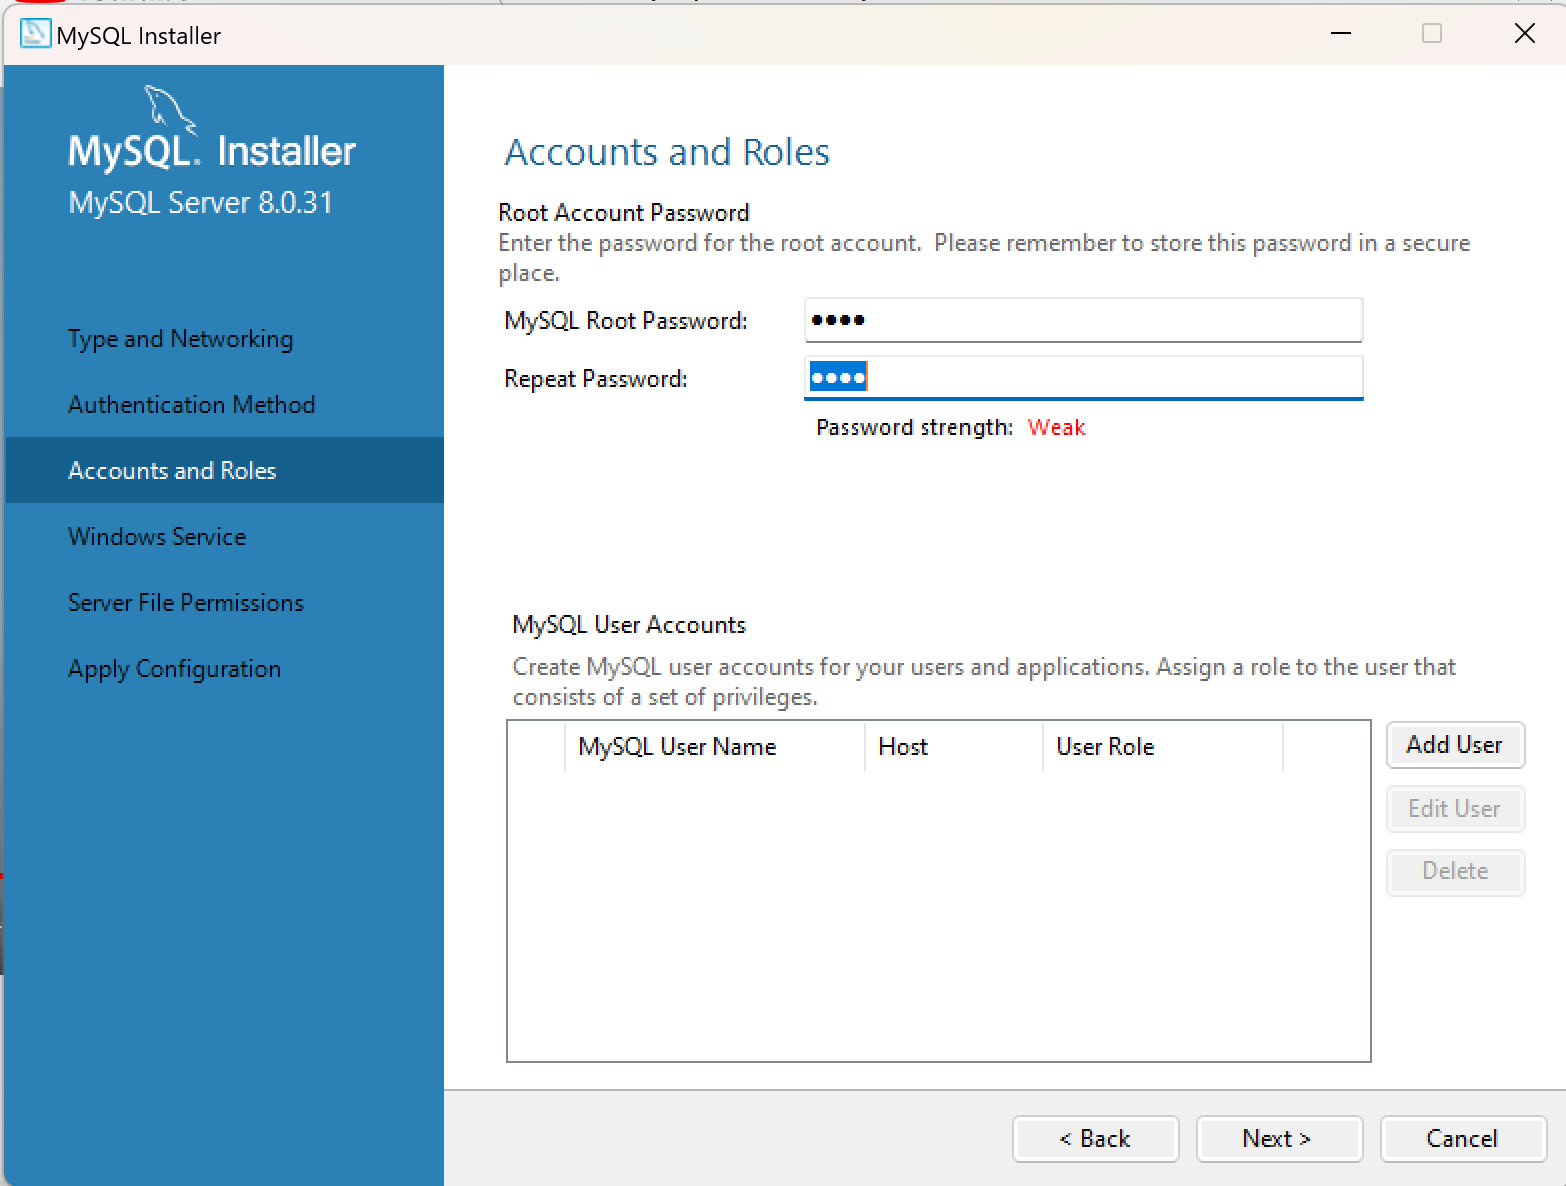 MySQL Installer
MySQL. Installer
MySQL Server 8.0.31
Type and Networking
Authentication Method
Accounts and Roles
Windows Service
Server File Permissions
Apply Configuration
Accounts and Roles
Root Account Password
Enter the password for the root account.  Please remember to store this password in a secure
place.
MySQL Root Password: ●●●●
Repeat Password: ●●●●
Password strength: Weak
MySQL User Accounts
Create MySQL user accounts for your users and applications. Assign a role to the user that
consists of a set of privileges.
MySQL User Name Host User Role
Add User
Edit User
Delete
< Back Next > Cancel